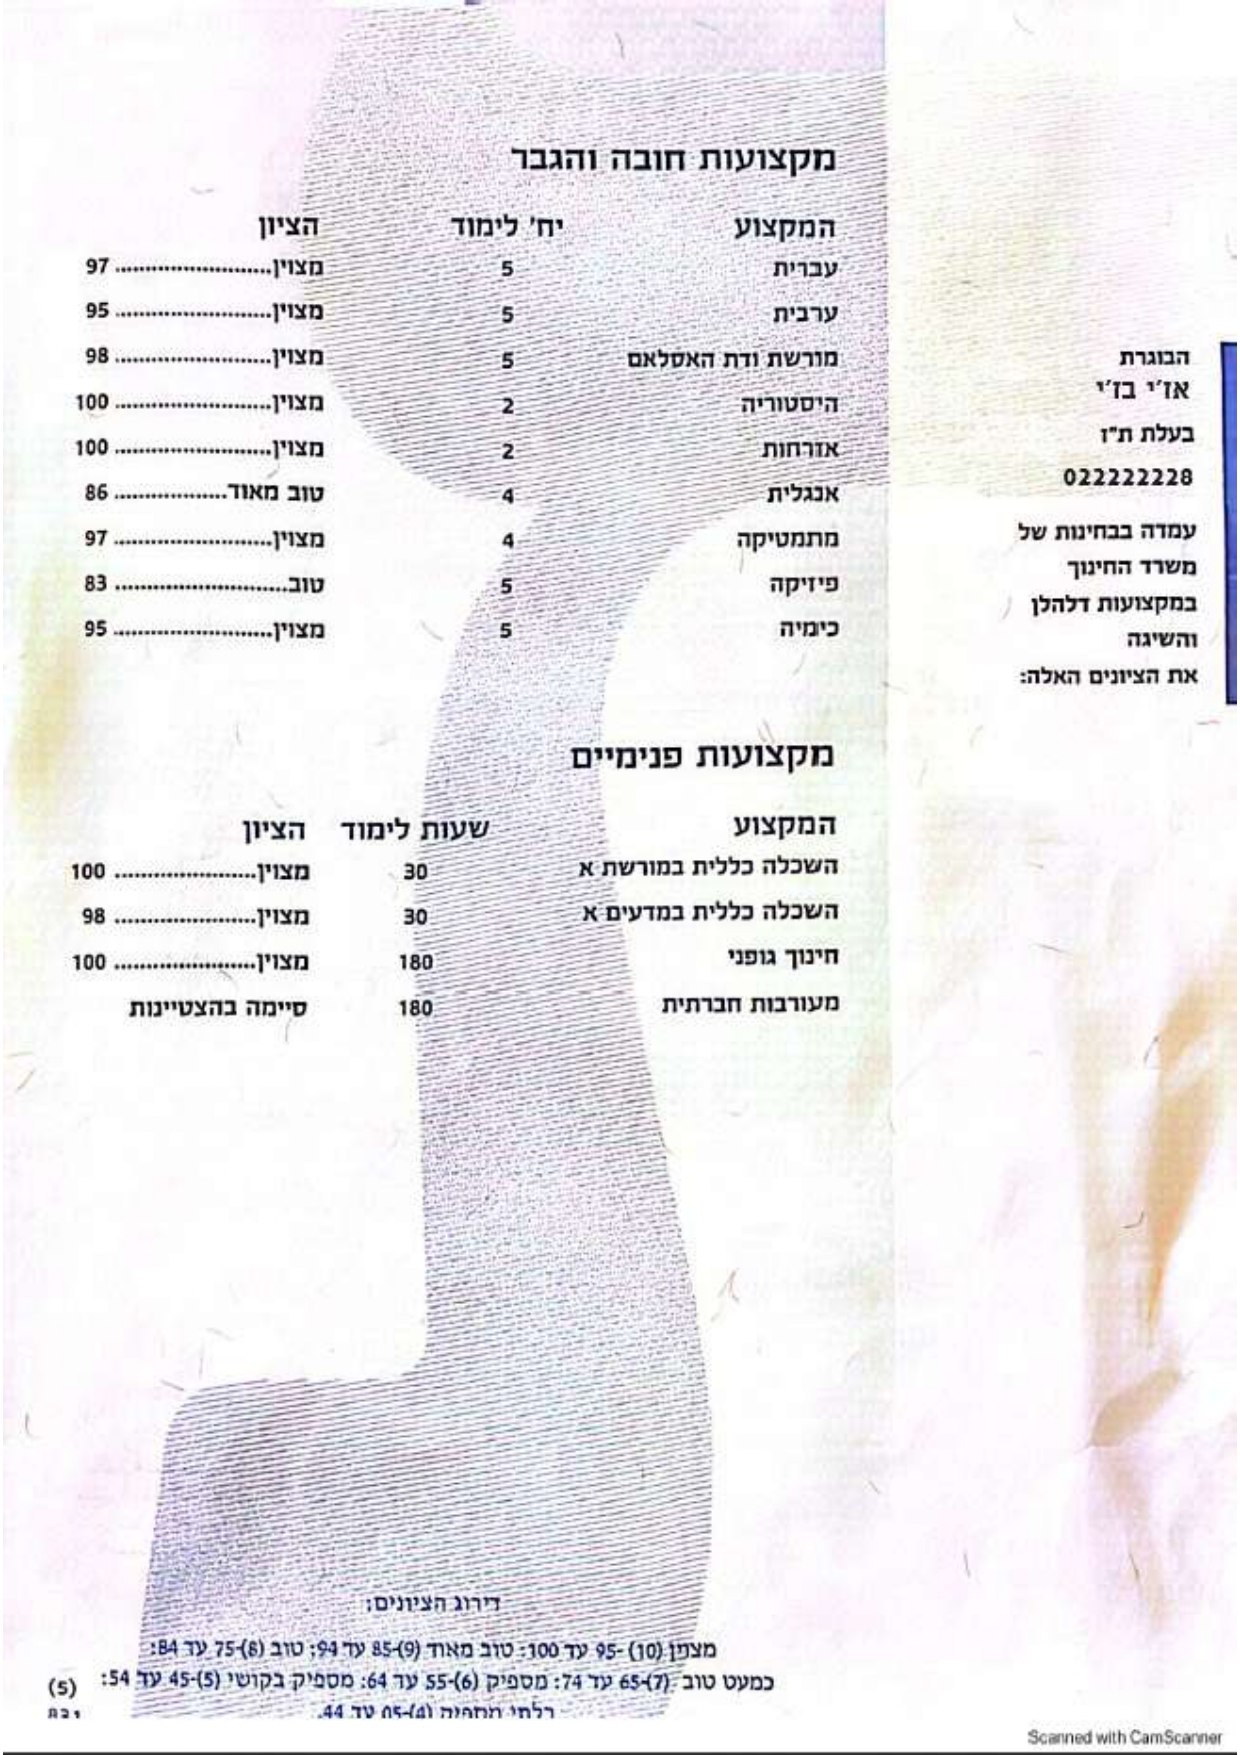 הבוגרת
אז'י בז'י
בעלת ת"ז
022222228
עמדה בבחינות של
משרד החינוך
במקצועות דלהלן
והשיגה
את הציונים האלה:
מקצועות חובה והגבר
המקצוע יח' לימוד הציון
עברית 5 מצוין........................ 97
ערבית 5 מצוין........................ 95
מורשת ודת האסלאם 5 מצוין........................ 98
היסטוריה 2 מצוין........................ 100
אזרחות 2 מצוין........................ 100
אנגלית 4 טוב מאוד.................. 86
מתמטיקה 4 מצוין........................ 97
פיזיקה 5 טוב........................... 83
כימיה 5 מצוין........................ 95
מקצועות פנימיים
המקצוע שעות לימוד הציון
השכלה כללית במורשת א 30 מצוין...................... 100
השכלה כללית במדעים א 30 מצוין...................... 98
חינוך גופני 180 מצוין...................... 100
מעורבות חברתית 180 סיימה בהצטיינות
דירוג הציונים:
מצוין (10) -95 עד 100: טוב מאוד (9)-85 עד 94: טוב (8)-75 עד 84:
כמעט טוב (7)-65 עד 74: מספיק (6)-55 עד 64: מספיק בקושי (5)-45 עד 54:
בלתי מספיק (4)-05 עד 44.
(5)
Scanned with CamScanner